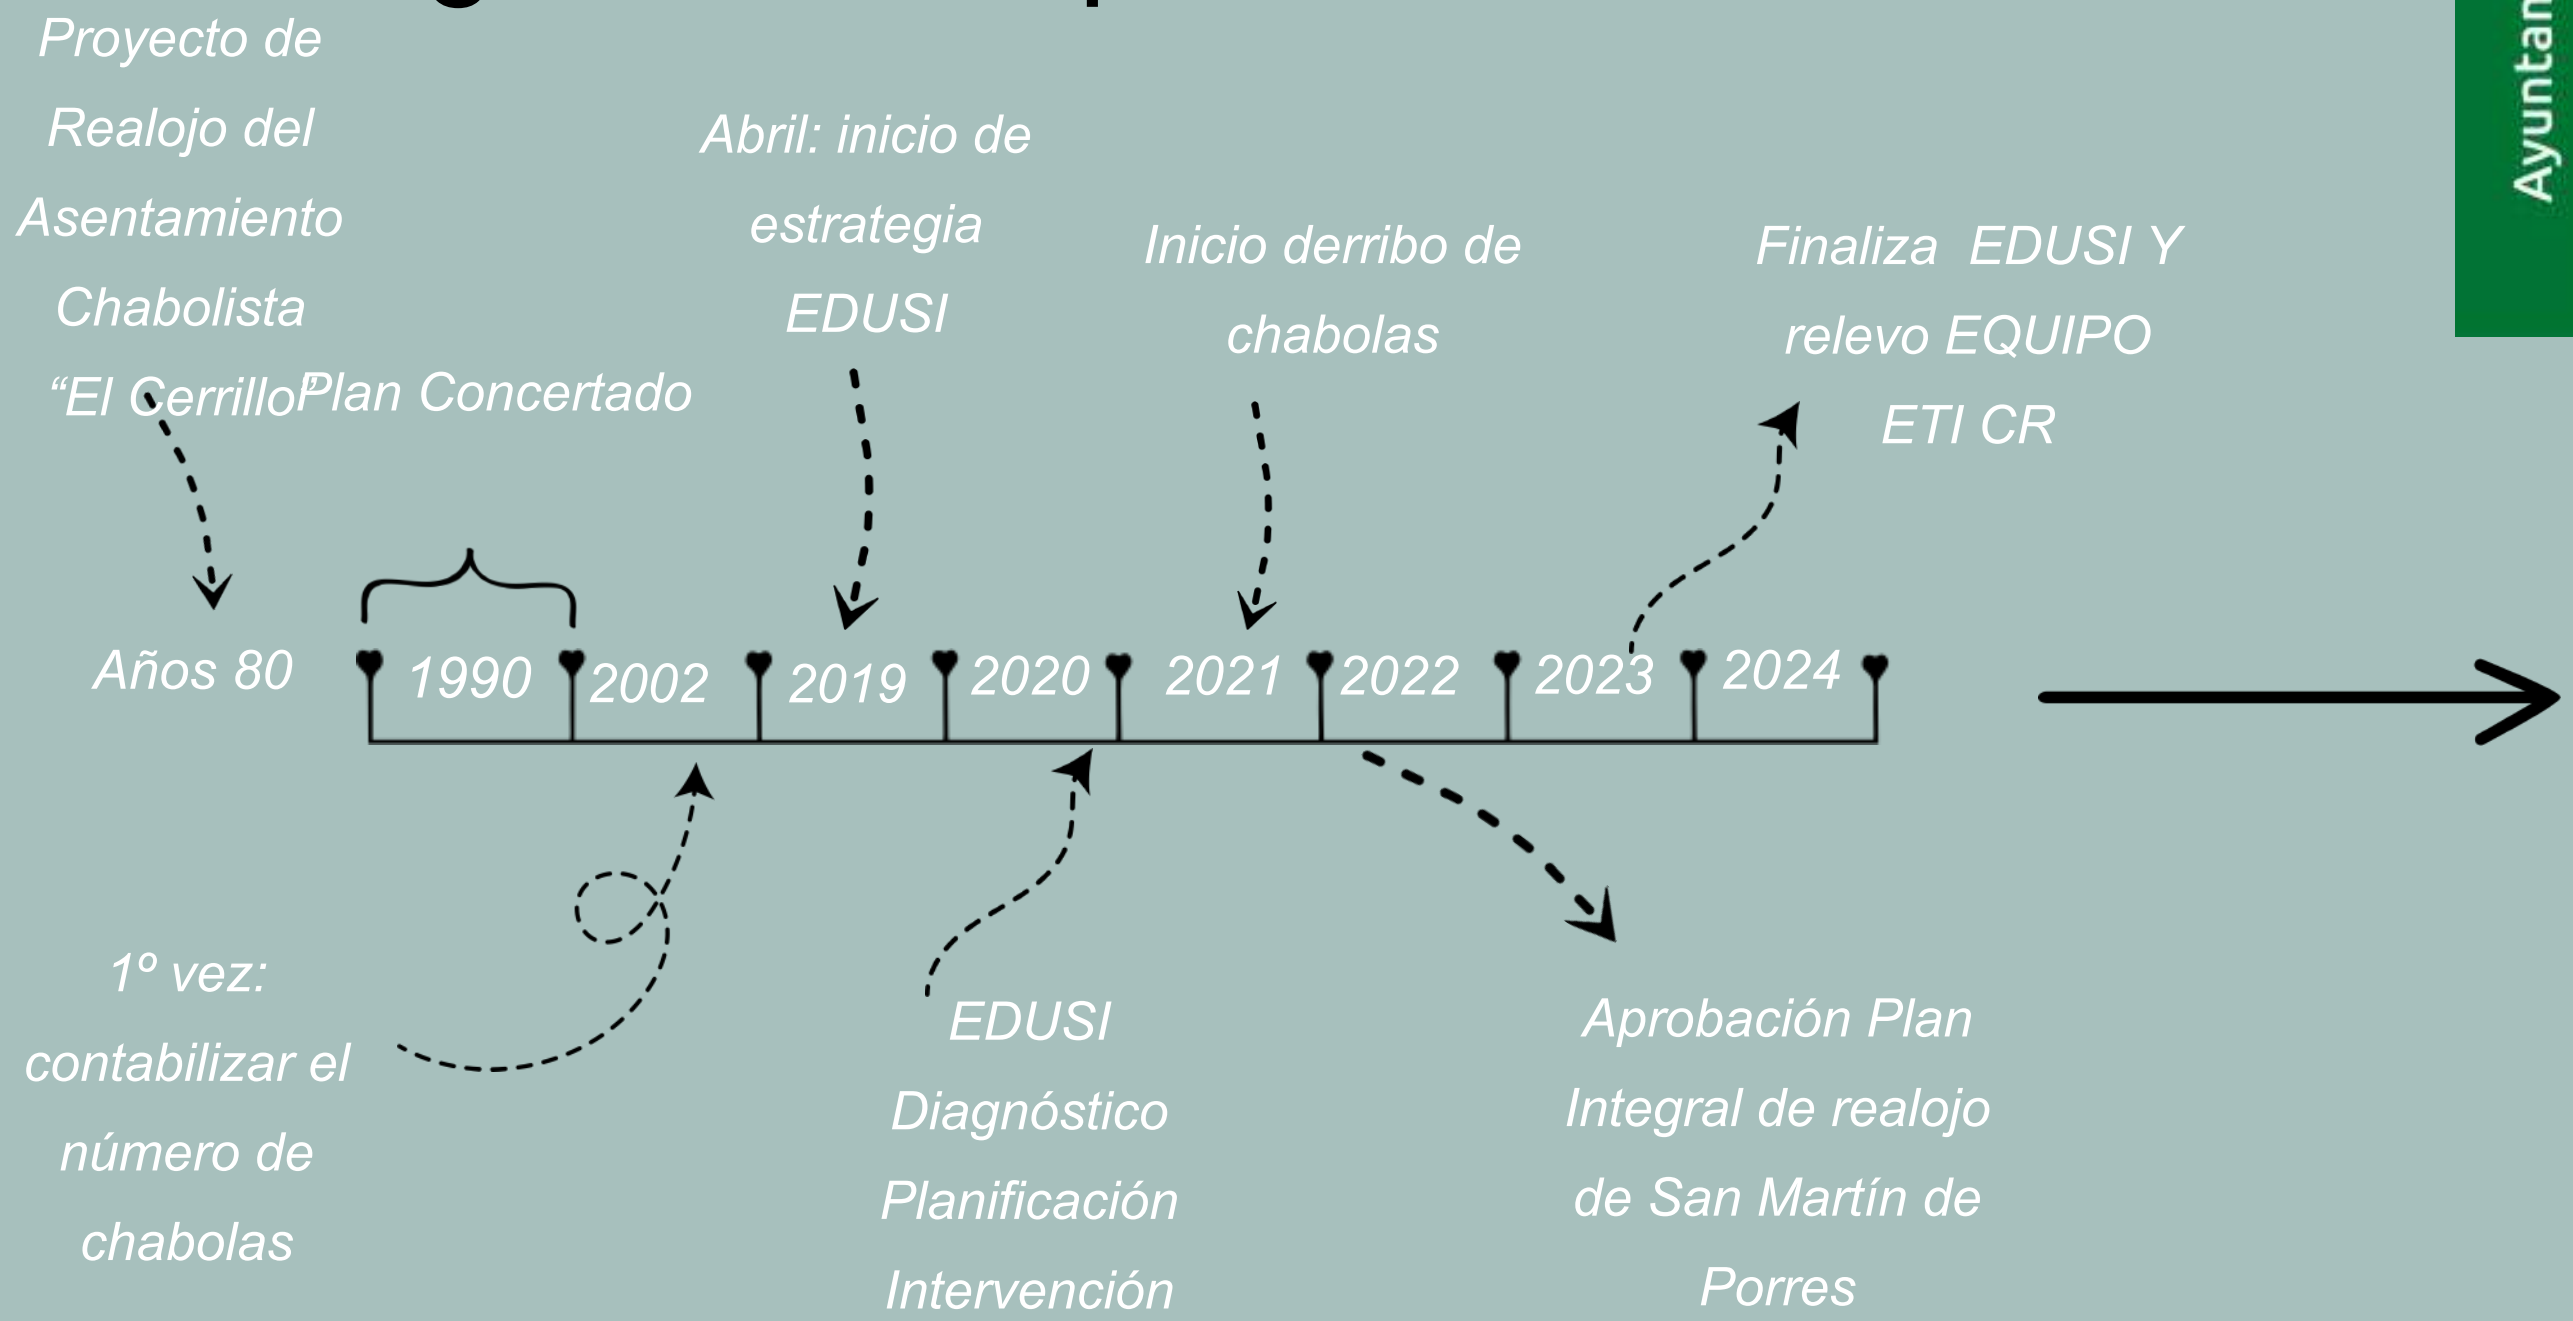 Proyecto de
Realojo del
Asentamiento
Chabolista
“El Cerrillo”
Plan Concertado
Abril: inicio de
estrategia
EDUSI
Inicio derribo de
chabolas
Finaliza EDUSI Y
relevo EQUIPO
ETI CR
Años 80
1990
2002
2019
2020
2021
2022
2023
2024
1º vez:
contabilizar el
número de
chabolas
EDUSI
Diagnóstico
Planificación
Intervención
Aprobación Plan
Integral de realojo
de San Martín de
Porres